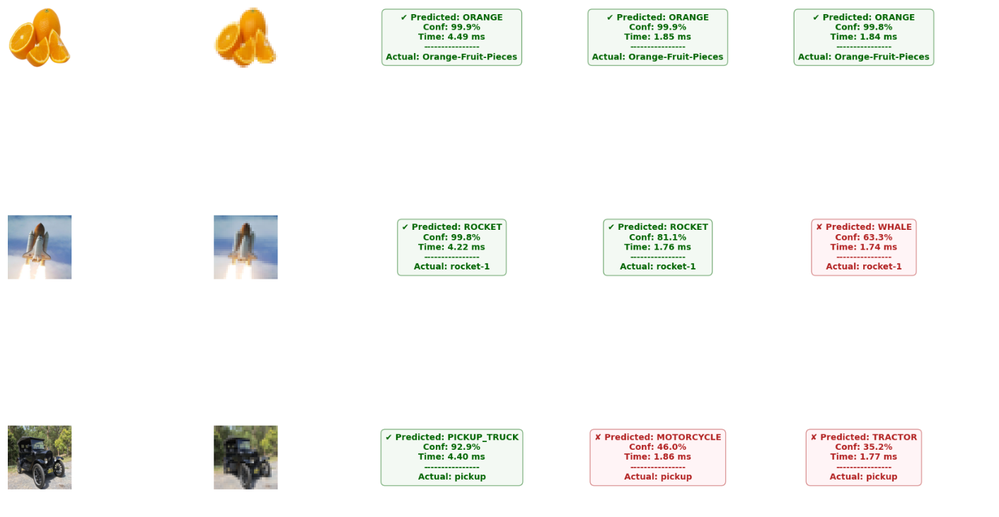 ✔ Predicted: ORANGE
Conf: 99.9%
Time: 4.49 ms
----------------
Actual: Orange-Fruit-Pieces
✔ Predicted: ORANGE
Conf: 99.9%
Time: 1.85 ms
----------------
Actual: Orange-Fruit-Pieces
✔ Predicted: ORANGE
Conf: 99.8%
Time: 1.84 ms
----------------
Actual: Orange-Fruit-Pieces
✔ Predicted: ROCKET
Conf: 99.8%
Time: 4.22 ms
----------------
Actual: rocket-1
✔ Predicted: ROCKET
Conf: 81.1%
Time: 1.76 ms
----------------
Actual: rocket-1
✘ Predicted: WHALE
Conf: 63.3%
Time: 1.74 ms
----------------
Actual: rocket-1
✔ Predicted: PICKUP_TRUCK
Conf: 92.9%
Time: 4.40 ms
----------------
Actual: pickup
✘ Predicted: MOTORCYCLE
Conf: 46.0%
Time: 1.86 ms
----------------
Actual: pickup
✘ Predicted: TRACTOR
Conf: 35.2%
Time: 1.77 ms
----------------
Actual: pickup